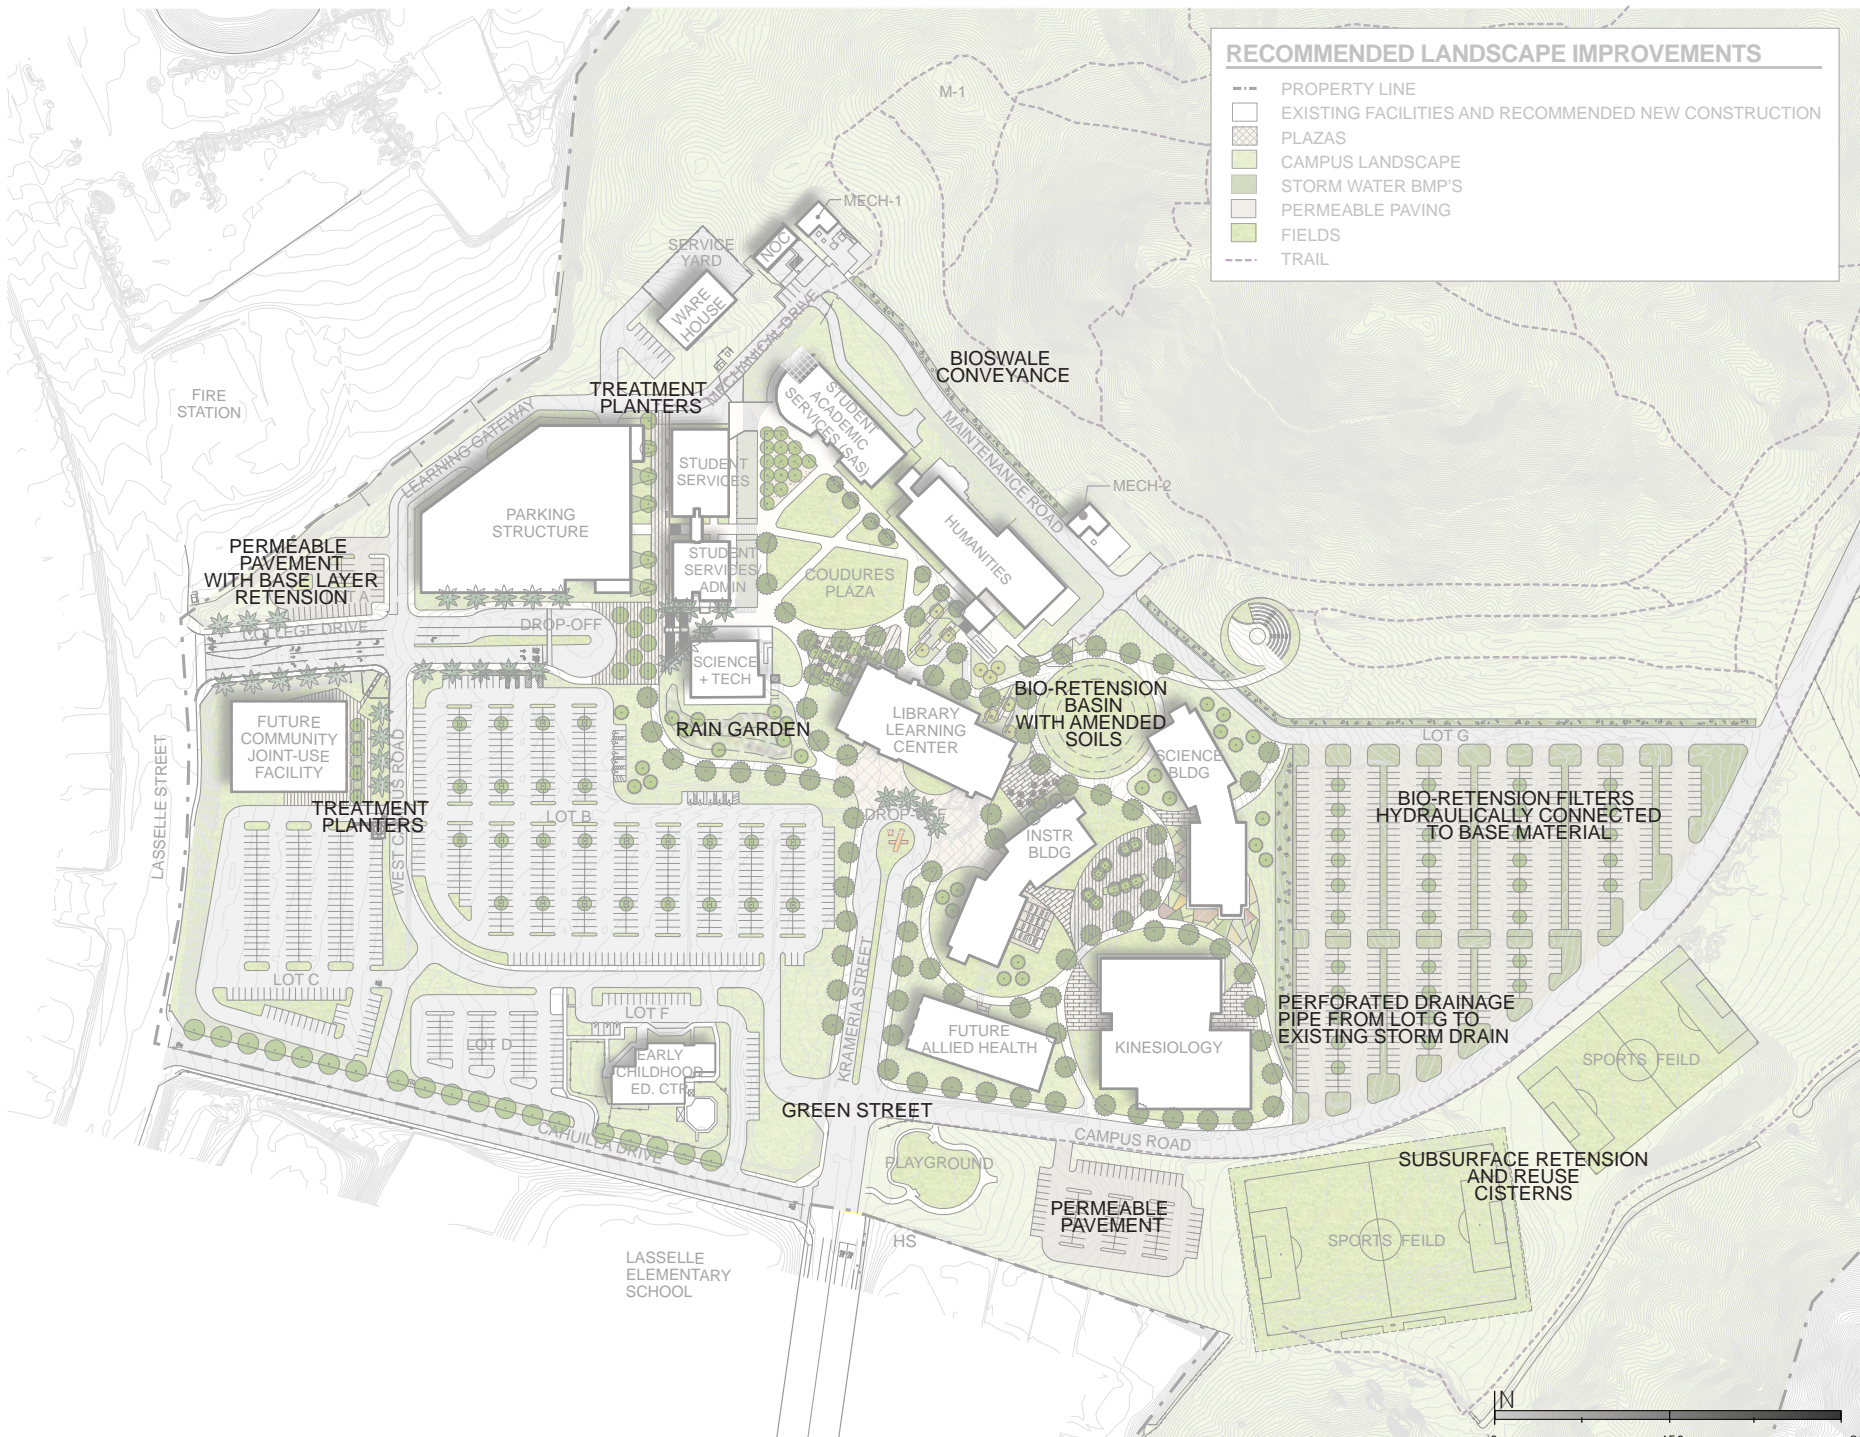 RECOMMENDED LANDSCAPE IMPROVEMENTS
PROPERTY LINE
EXISTING FACILITIES AND RECOMMENDED NEW CONSTRUCTION
PLAZAS
CAMPUS LANDSCAPE
STORM WATER BMP'S
PERMEABLE PAVING
FIELDS
TRAIL
M-1
MECH-1
NOC
SERVICE
YARD
WARE
HOUSE
MECHANICAL DRIVE
BIOSWALE
CONVEYANCE
TREATMENT
PLANTERS
FIRE
STATION
LEARNING GATEWAY
STUDENT
ACADEMIC
SERVICES (SAS)
MAINTENANCE ROAD
MECH-2
STUDENT
SERVICES
PARKING
STRUCTURE
HUMANITIES
STUDENT
SERVICES/
ADMIN
COUDURES
PLAZA
PERMEABLE
PAVEMENT
WITH BASE LAYER
RETENTION
COLLEGE DRIVE
DROP-OFF
SCIENCE
+ TECH
BIO-RETENSION
BASIN
WITH AMENDED
SOILS
RAIN GARDEN
LIBRARY
LEARNING
CENTER
SCIENCE
BLDG
LOT G
FUTURE
COMMUNITY
JOINT-USE
FACILITY
LASSELLE STREET
WEST CAMPUS ROAD
TREATMENT
PLANTERS
LOT B
DROP-OFF
INSTR
BLDG
BIO-RETENSION FILTERS
HYDRAULICALLY CONNECTED
TO BASE MATERIAL
LOT C
LOT F
LOT D
KRAMERIA STREET
EARLY
CHILDHOOD
ED. CTR
FUTURE
ALLIED HEALTH
KINESIOLOGY
PERFORATED DRAINAGE
PIPE FROM LOT G TO
EXISTING STORM DRAIN
SPORTS FEILD
GREEN STREET
CAHUILLA DRIVE
CAMPUS ROAD
PLAYGROUND
SUBSURFACE RETENSION
AND REUSE
CISTERNS
PERMEABLE
PAVEMENT
SPORTS FEILD
HS
LASSELLE
ELEMENTARY
SCHOOL
N